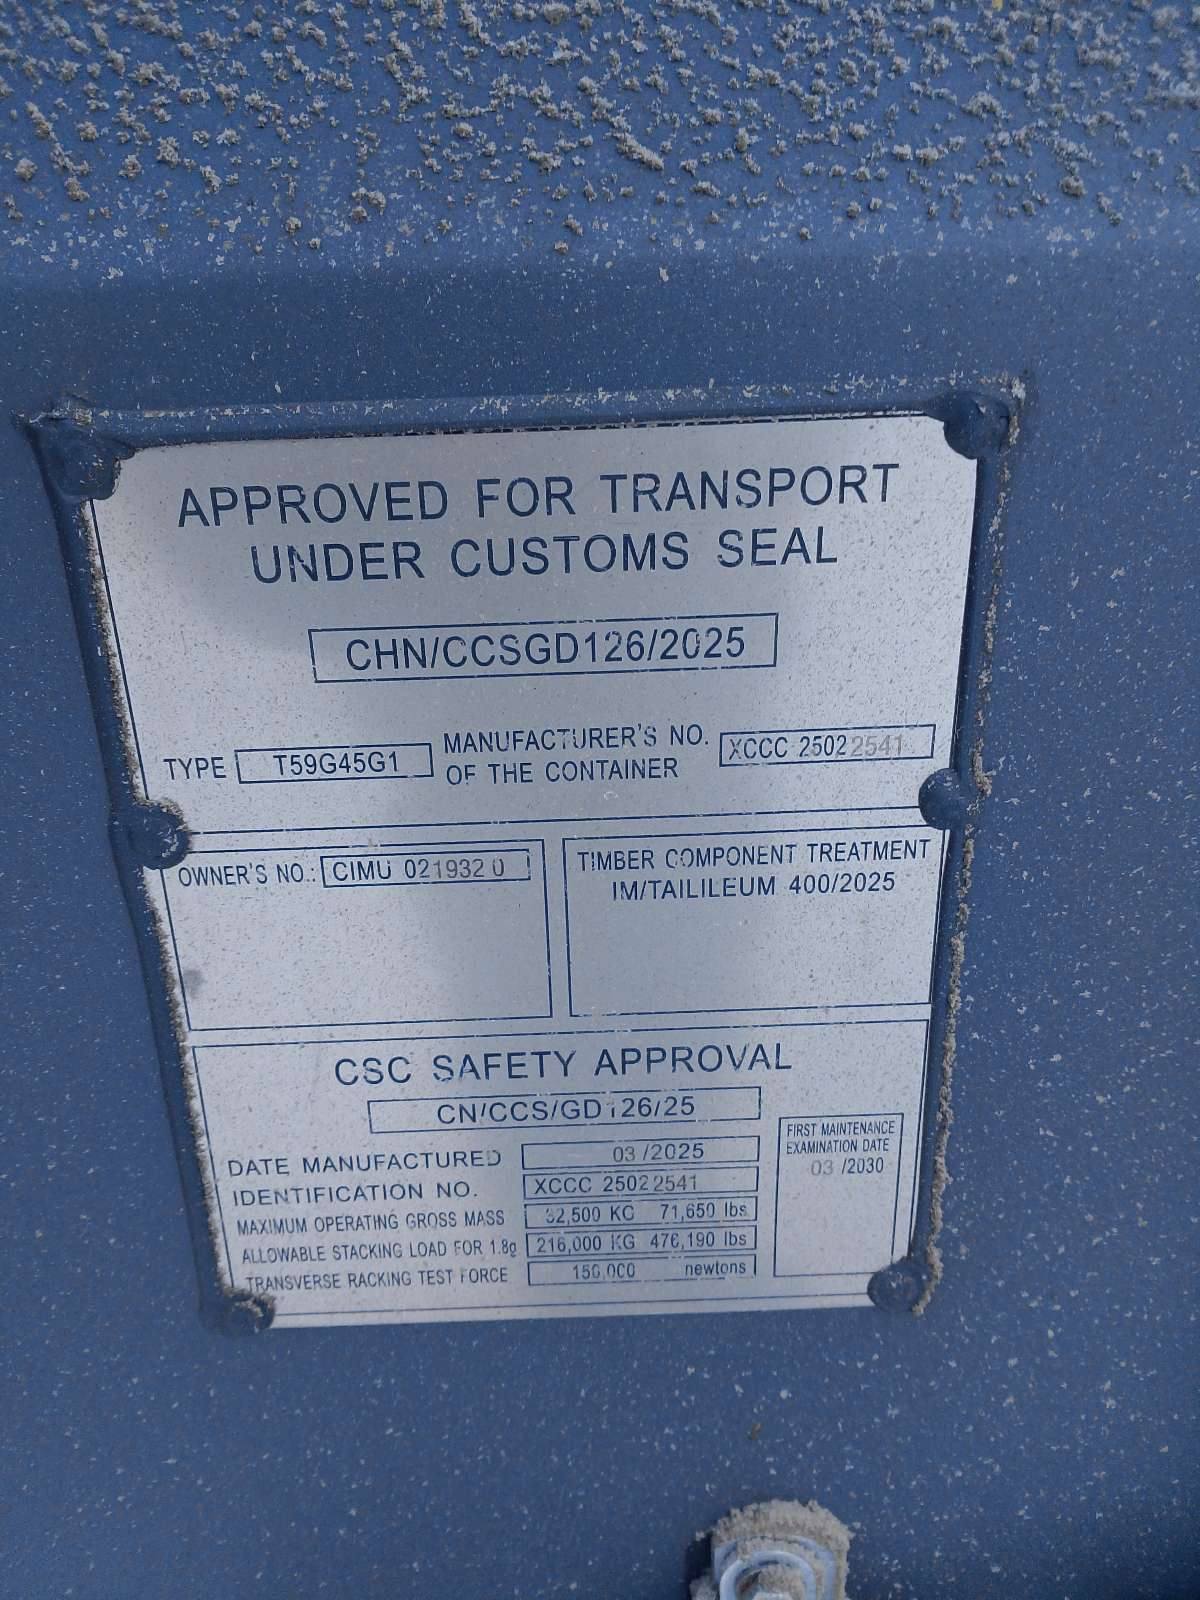 APPROVED FOR TRANSPORT
UNDER CUSTOMS SEAL
CHN/CCSGD126/2025
TYPE T59G45G1
MANUFACTURER'S NO.
OF THE CONTAINER
XCCC 25022541
OWNER'S NO.: CIMU 021932 0
TIMBER COMPONENT TREATMENT
IM/TAILILEUM 400/2025
CSC SAFETY APPROVAL
CN/CCS/GD126/25
DATE MANUFACTURED 03 /2025
IDENTIFICATION NO. XCCC 25022541
MAXIMUM OPERATING GROSS MASS 32,500 KG 71,650 lbs
ALLOWABLE STACKING LOAD FOR 1.8g 216,000 KG 476,190 lbs
TRANSVERSE RACKING TEST FORCE 150,000 newtons
FIRST MAINTENANCE
EXAMINATION DATE
03 /2030